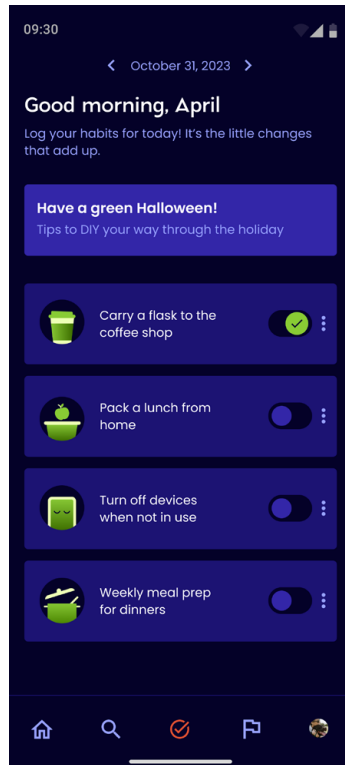 09:30
October 31, 2023
Good morning, April
Log your habits for today! It's the little changes
that add up.
Have a green Halloween!
Tips to DIY your way through the holiday
Carry a flask to the
coffee shop
Pack a lunch from
home
Turn off devices
when not in use
Weekly meal prep
for dinners